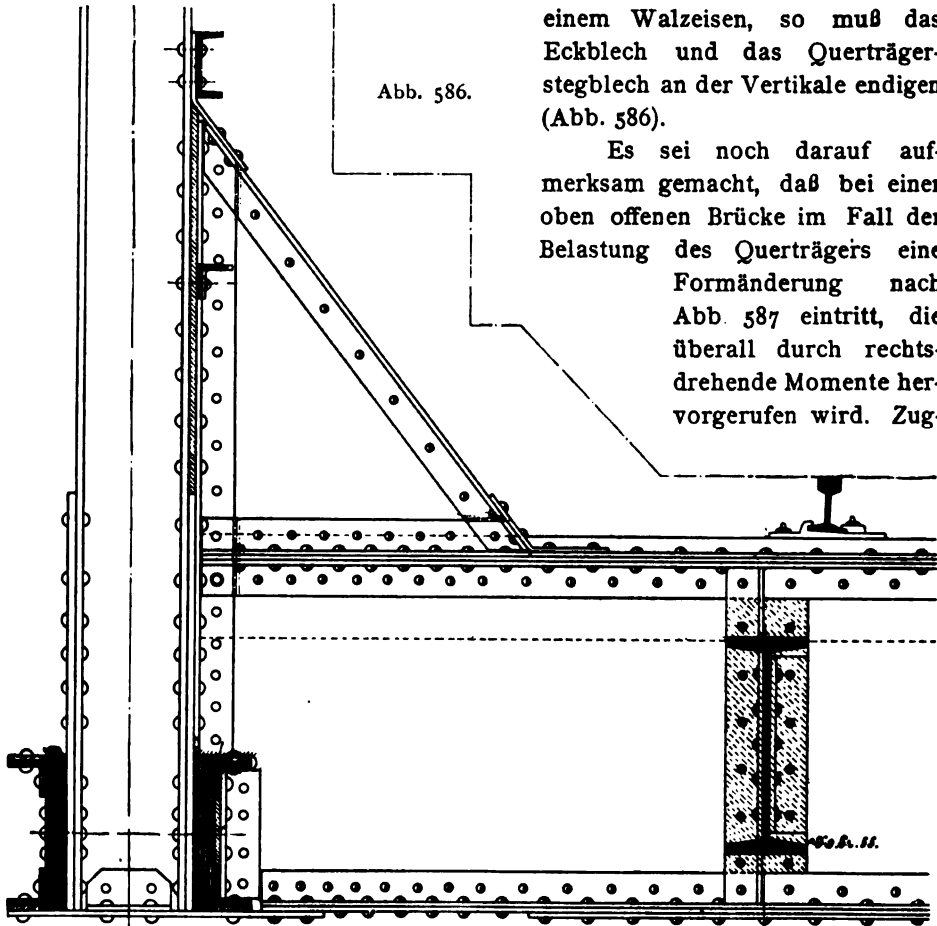 einem Walzeisen, so muß das
Eckblech und das Querträger-
stegblech an der Vertikale endigen
(Abb. 586).
Es sei noch darauf auf-
merksam gemacht, daß bei einer
oben offenen Brücke im Fall der
Belastung des Querträgers eine
Formänderung nach
Abb. 587 eintritt, die
überall durch rechts-
drehende Momente her-
vorgerufen wird. Zug-
Abb. 586.